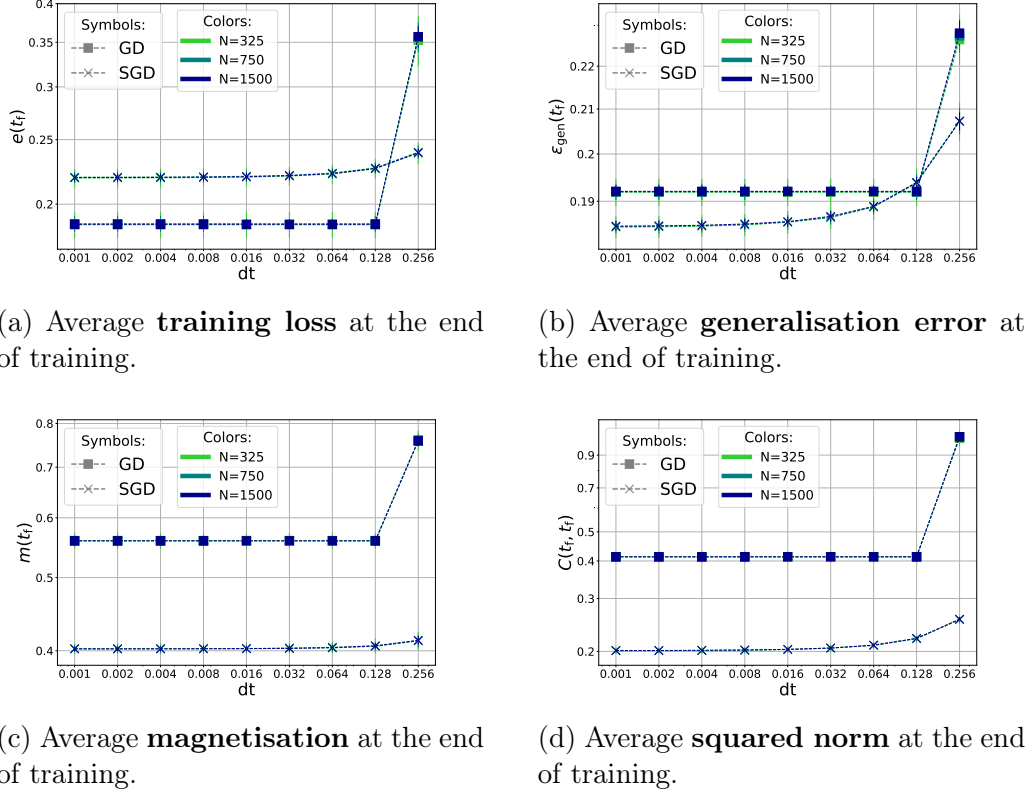 0.4
0.35
0.3
0.25
0.2
e(t_f)
Symbols:
GD
SGD
Colors:
N=325
N=750
N=1500
0.001 0.002 0.004 0.008 0.016 0.032 0.064 0.128 0.256
dt
0.22
0.21
0.2
0.19
ε_gen(t_f)
Symbols:
GD
SGD
Colors:
N=325
N=750
N=1500
0.001 0.002 0.004 0.008 0.016 0.032 0.064 0.128 0.256
dt
(a) Average training loss at the end
of training.
(b) Average generalisation error at
the end of training.
0.8
0.7
0.6
0.5
0.4
m(t_f)
Symbols:
GD
SGD
Colors:
N=325
N=750
N=1500
0.001 0.002 0.004 0.008 0.016 0.032 0.064 0.128 0.256
dt
0.9
0.7
0.5
0.4
0.3
0.2
C(t_f, t_f)
Symbols:
GD
SGD
Colors:
N=325
N=750
N=1500
0.001 0.002 0.004 0.008 0.016 0.032 0.064 0.128 0.256
dt
(c) Average magnetisation at the end
of training.
(d) Average squared norm at the end
of training.